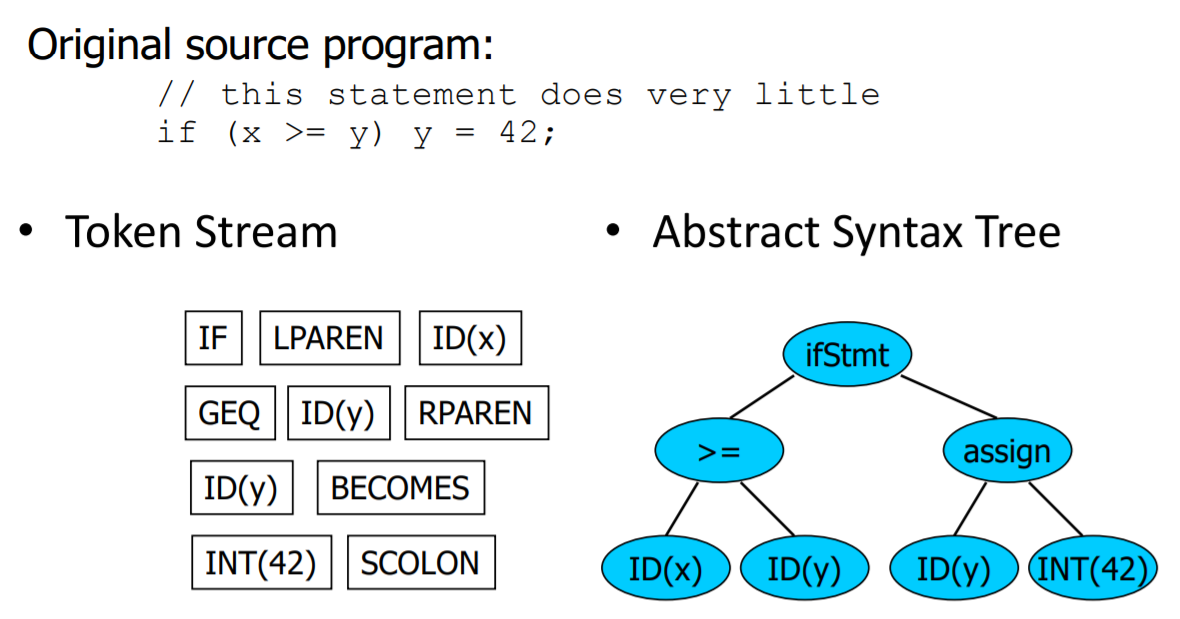 Original source program:
// this statement does very little
if (x >= y) y = 42;
• Token Stream
IF LPAREN ID(x)
GEQ ID(y) RPAREN
ID(y) BECOMES
INT(42) SCOLON
• Abstract Syntax Tree
ifStmt
>= assign
ID(x) ID(y) ID(y) INT(42)